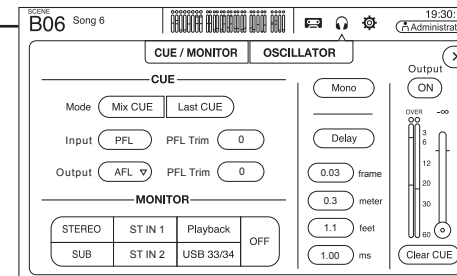 SCENE
B06 Song 6
19:30:
Administrat
CUE / MONITOR OSCILLATOR
CUE
Mode Mix CUE Last CUE
Input PFL PFL Trim 0
Output AFL PFL Trim 0
MONITOR
STEREO ST IN 1 Playback OFF
SUB ST IN 2 USB 33/34
Mono
Delay
0.03 frame
0.3 meter
1.1 feet
1.00 ms
Output
ON
OVER -∞
3
6
12
20
30
60
Clear CUE